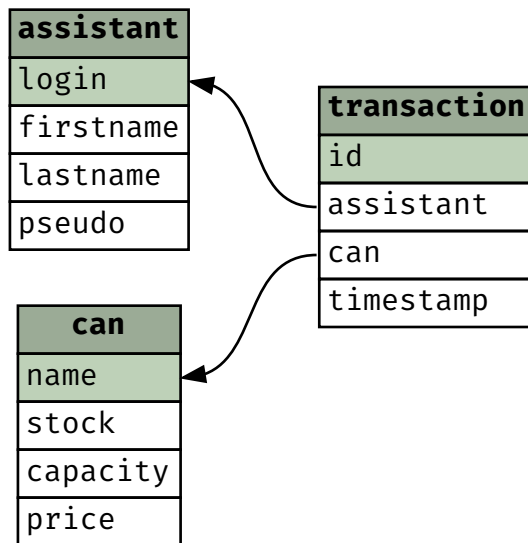 assistant
login
firstname
lastname
pseudo
transaction
id
assistant
can
timestamp
can
name
stock
capacity
price